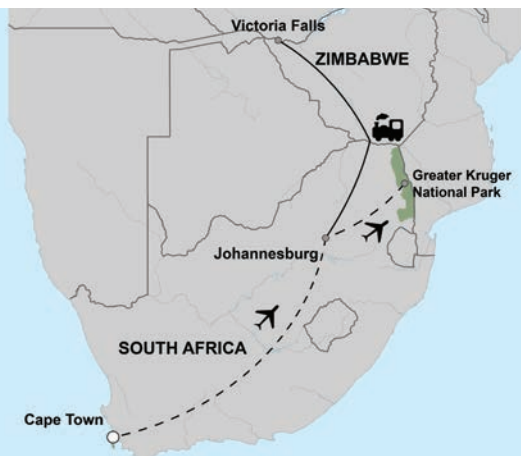 Victoria Falls
ZIMBABWE
Greater Kruger
National Park
Johannesburg
SOUTH AFRICA
Cape Town